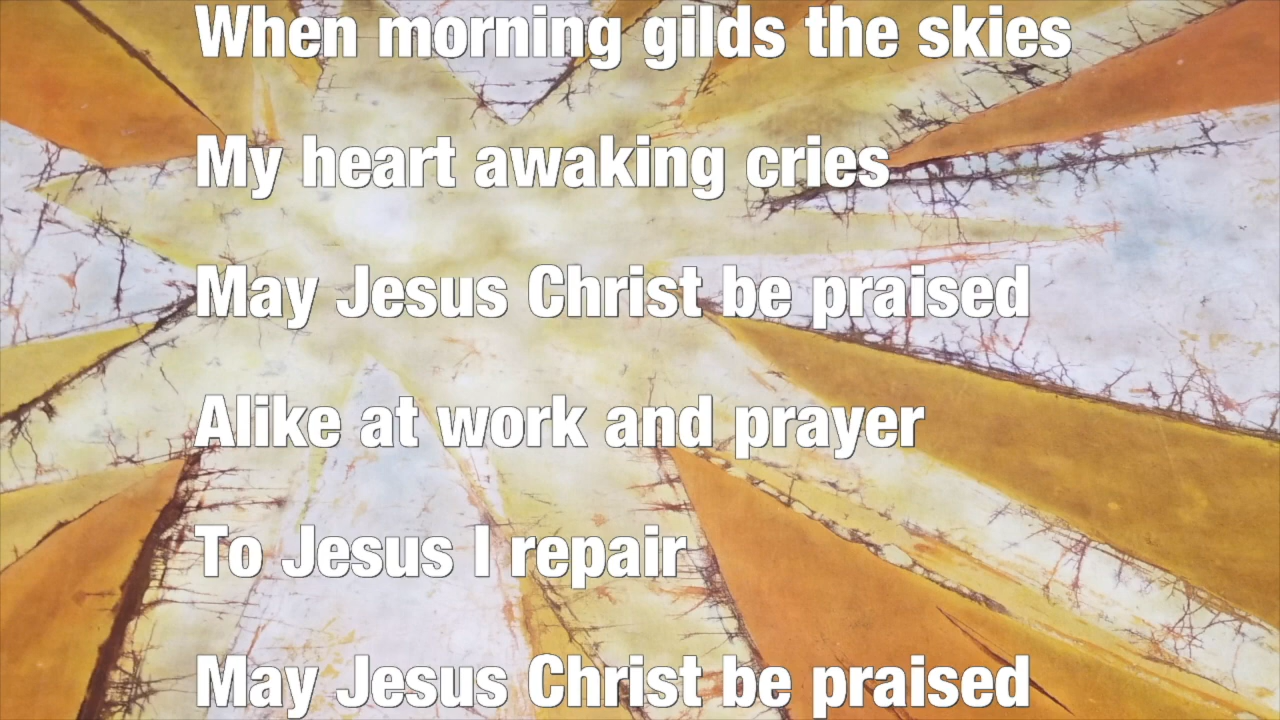 When morning gilds the skies
My heart awaking cries
May Jesus Christ be praised
Alike at work and prayer
To Jesus I repair
May Jesus Christ be praised